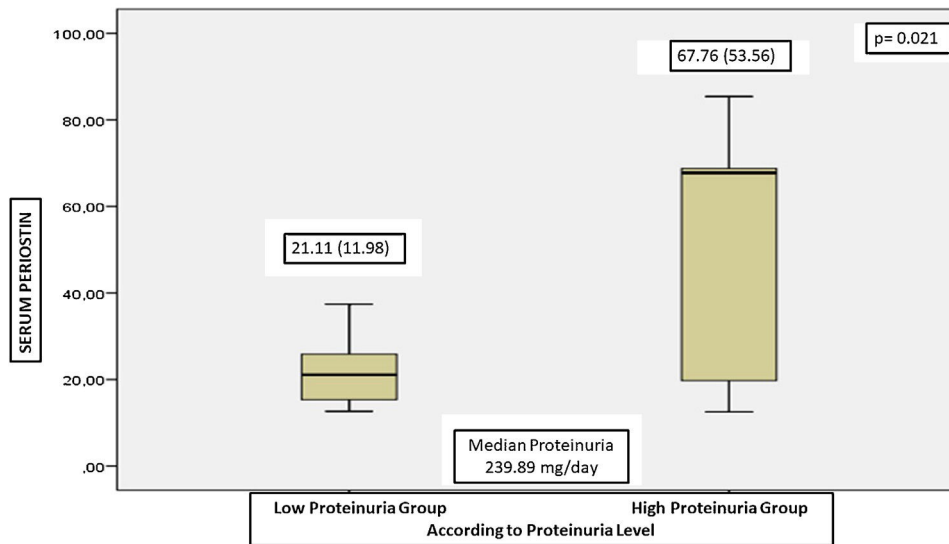 100,00
80,00
60,00
40,00
20,00
,00
SERUM PERIOSTIN
p= 0.021
67.76 (53.56)
21.11 (11.98)
Median Proteinuria
239.89 mg/day
Low Proteinuria Group
High Proteinuria Group
According to Proteinuria Level